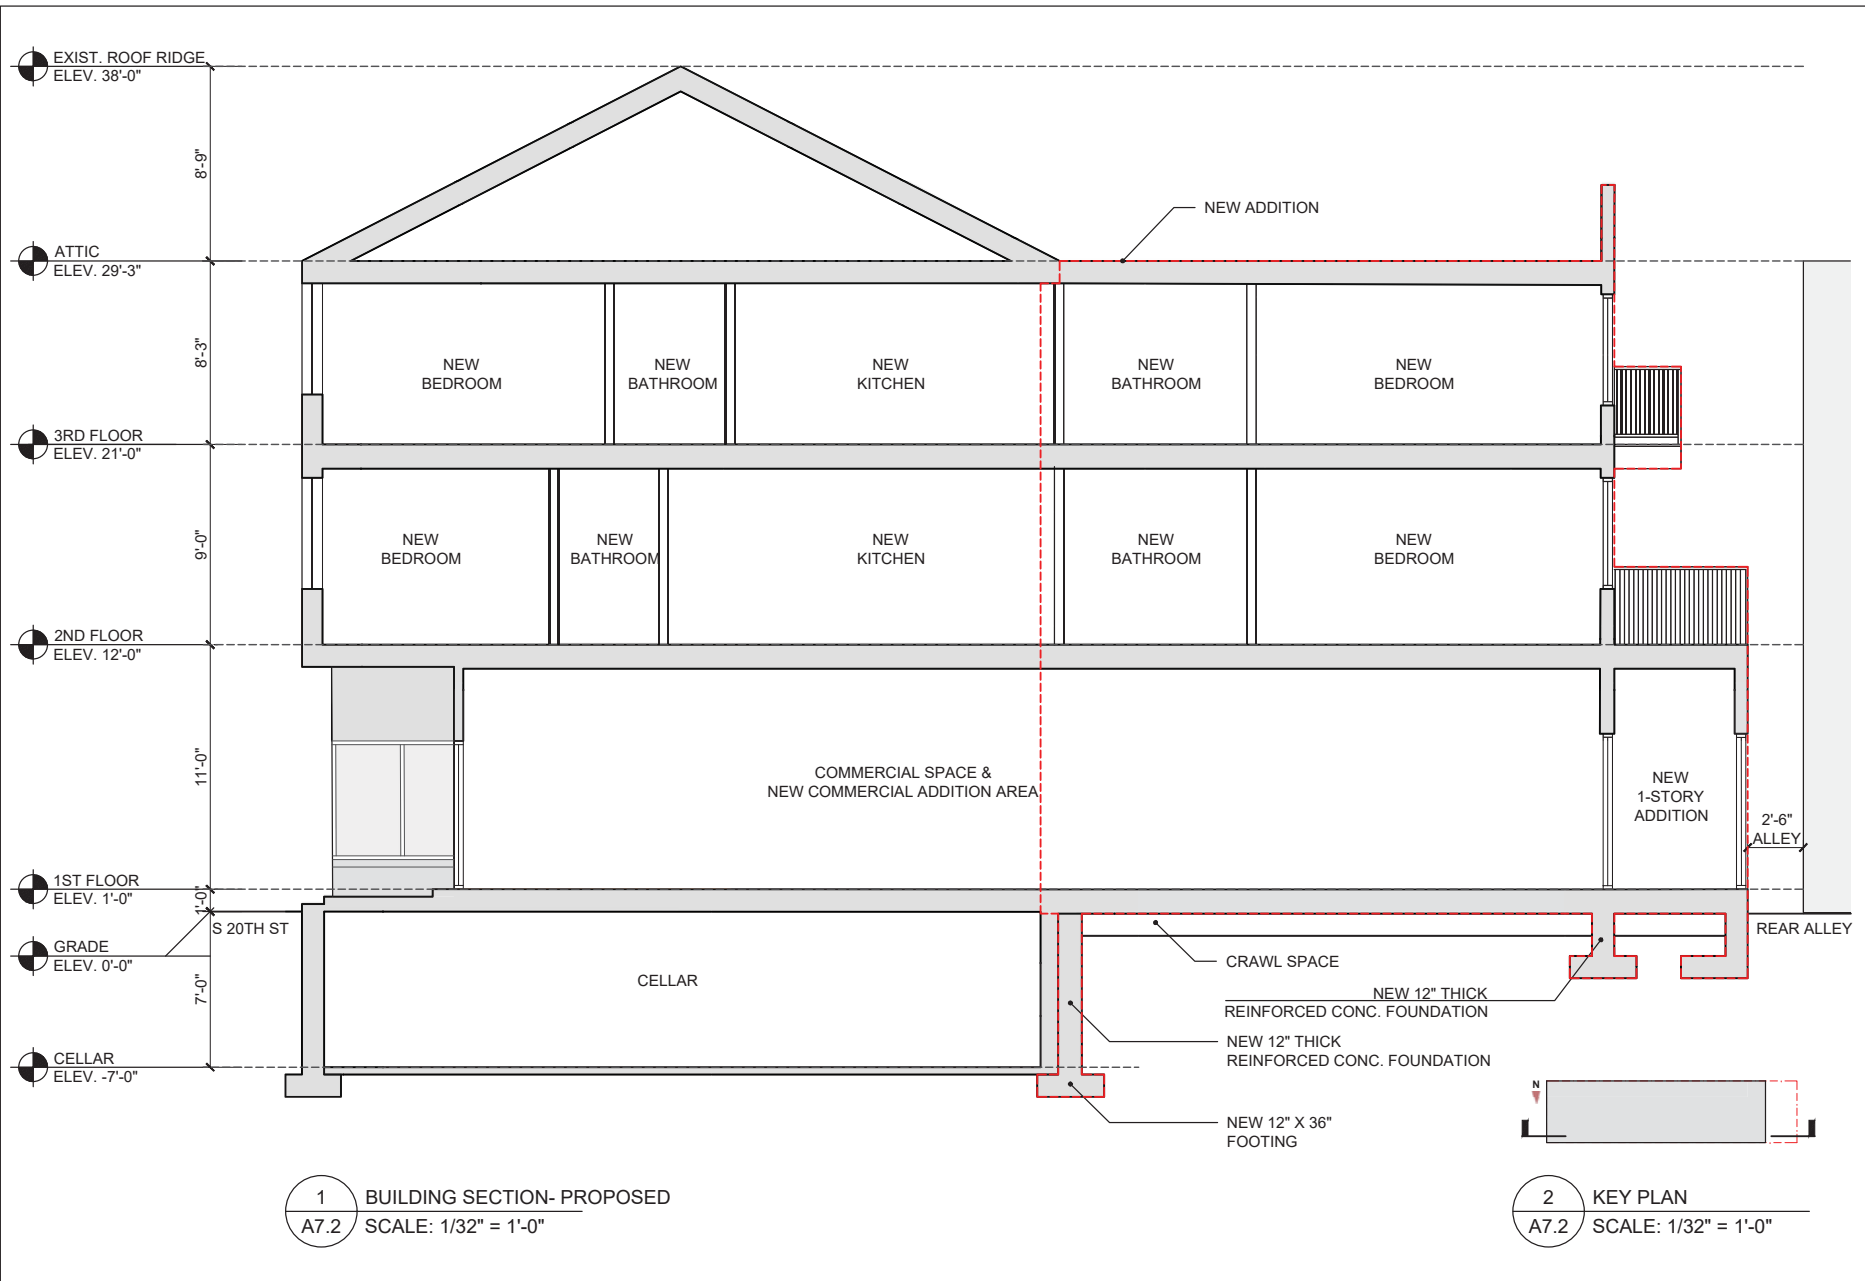 EXIST. ROOF RIDGE
ELEV. 38'-0"
8'-9"
NEW ADDITION
ATTIC
ELEV. 29'-3"
8'-3"
NEW
BEDROOM
NEW
BATHROOM
NEW
KITCHEN
NEW
BATHROOM
NEW
BEDROOM
3RD FLOOR
ELEV. 21'-0"
9'-0"
NEW
BEDROOM
NEW
BATHROOM
NEW
KITCHEN
NEW
BATHROOM
NEW
BEDROOM
2ND FLOOR
ELEV. 12'-0"
11'-0"
COMMERCIAL SPACE &
NEW COMMERCIAL ADDITION AREA
NEW
1-STORY
ADDITION
2'-6"
ALLEY
1ST FLOOR
ELEV. 1'-0"
1'-0"
S 20TH ST
REAR ALLEY
GRADE
ELEV. 0'-0"
7'-0"
CELLAR
CRAWL SPACE
NEW 12" THICK
REINFORCED CONC. FOUNDATION
NEW 12" THICK
REINFORCED CONC. FOUNDATION
CELLAR
ELEV. -7'-0"
NEW 12" X 36"
FOOTING
N
1
A7.2
BUILDING SECTION- PROPOSED
SCALE: 1/32" = 1'-0"
2
A7.2
KEY PLAN
SCALE: 1/32" = 1'-0"